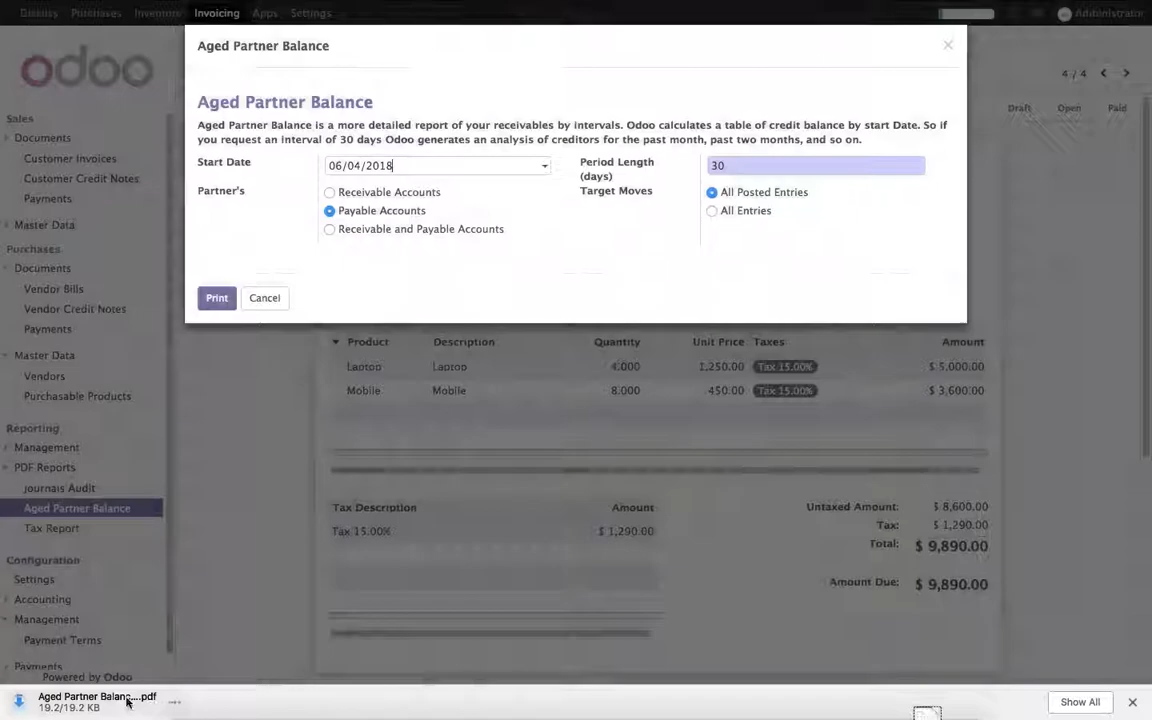 Discuss Purchases Inventory Invoicing Apps Settings
Administrator
Aged Partner Balance
×
odoo
4 / 4
Draft Open Paid
Aged Partner Balance
Aged Partner Balance is a more detailed report of your receivables by intervals. Odoo calculates a table of credit balance by start Date. So if
you request an interval of 30 days Odoo generates an analysis of creditors for the past month, past two months, and so on.
Start Date
06/04/2018
Period Length
(days)
30
Partner's
Receivable Accounts
Payable Accounts
Receivable and Payable Accounts
Target Moves
All Posted Entries
All Entries
Print Cancel
Sales
Documents
Customer Invoices
Customer Credit Notes
Payments
Master Data
Purchases
Documents
Vendor Bills
Vendor Credit Notes
Payments
Master Data
Vendors
Purchasable Products
Reporting
Management
PDF Reports
Journals Audit
Aged Partner Balance
Tax Report
Configuration
Settings
Accounting
Management
Payment Terms
Payments
Powered by Odoo
Product Description Quantity Unit Price Taxes Amount
Laptop Laptop 4.000 1,250.00 Tax 15.00% $ 5,000.00
Mobile Mobile 8.000 450.00 Tax 15.00% $ 3,600.00
Tax Description Amount
Tax 15.00% $ 1,290.00
Untaxed Amount: $ 8,600.00
Tax: $ 1,290.00
Total: $ 9,890.00
Amount Due: $ 9,890.00
Aged Partner Balanc....pdf
19.2/19.2 KB
Show All